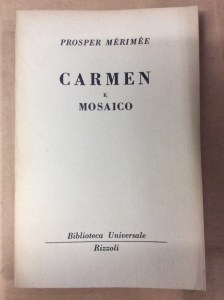 PROSPER MÉRIMÉE
CARMEN
E
MOSAICO
Biblioteca Universale
Rizzoli